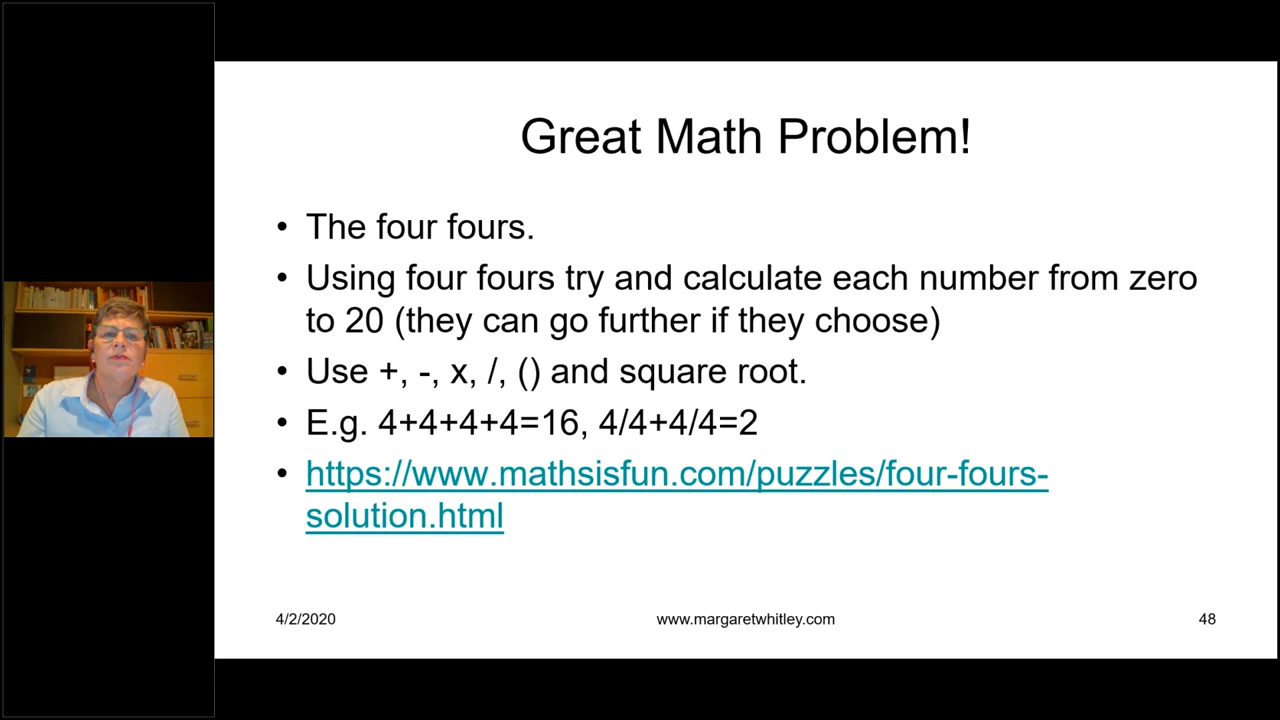 Great Math Problem!
• The four fours.
• Using four fours try and calculate each number from zero
to 20 (they can go further if they choose)
• Use +, -, x, /, () and square root.
• E.g. 4+4+4+4=16, 4/4+4/4=2
• https://www.mathsisfun.com/puzzles/four-fours-
solution.html
4/2/2020 www.margaretwhitley.com 48